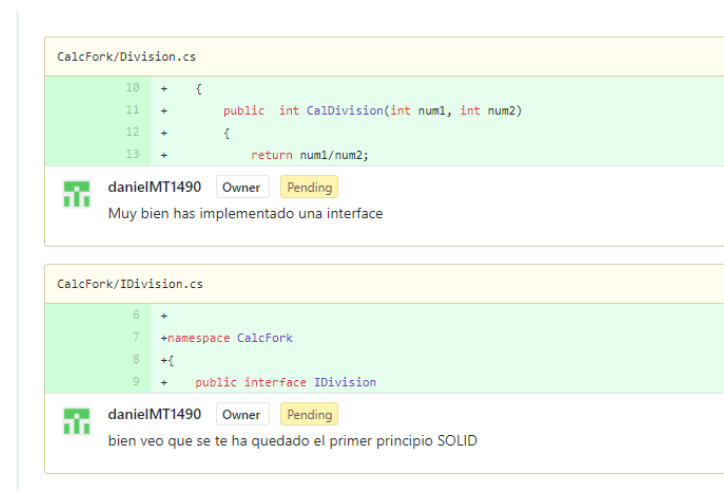 CalcFork/Division.cs
10 + {
11 + public int CalDivision(int num1, int num2)
12 + {
13 + return num1/num2;
danielMT1490 Owner Pending
Muy bien has implementado una interface
CalcFork/IDivision.cs
6 +
7 +namespace CalcFork
8 +{
9 + public interface IDivision
danielMT1490 Owner Pending
bien veo que se te ha quedado el primer principio SOLID